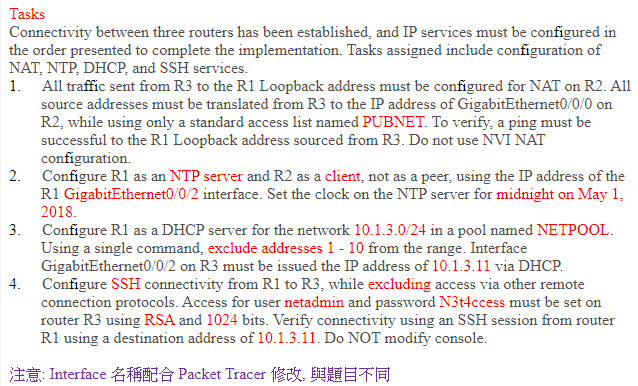 Tasks
Connectivity between three routers has been established, and IP services must be configured in
the order presented to complete the implementation. Tasks assigned include configuration of
NAT, NTP, DHCP, and SSH services.
1. All traffic sent from R3 to the R1 Loopback address must be configured for NAT on R2. All
source addresses must be translated from R3 to the IP address of GigabitEthernet0/0/0 on
R2, while using only a standard access list named PUBNET. To verify, a ping must be
successful to the R1 Loopback address sourced from R3. Do not use NVI NAT
configuration.
2. Configure R1 as an NTP server and R2 as a client, not as a peer, using the IP address of the
R1 GigabitEthernet0/0/2 interface. Set the clock on the NTP server for midnight on May 1,
2018.
3. Configure R1 as a DHCP server for the network 10.1.3.0/24 in a pool named NETPOOL.
Using a single command, exclude addresses 1 - 10 from the range. Interface
GigabitEthernet0/0/2 on R3 must be issued the IP address of 10.1.3.11 via DHCP.
4. Configure SSH connectivity from R1 to R3, while excluding access via other remote
connection protocols. Access for user netadmin and password N3t4ccess must be set on
router R3 using RSA and 1024 bits. Verify connectivity using an SSH session from router
R1 using a destination address of 10.1.3.11. Do NOT modify console.
注意: Interface 名稱配合 Packet Tracer 修改, 與題目不同